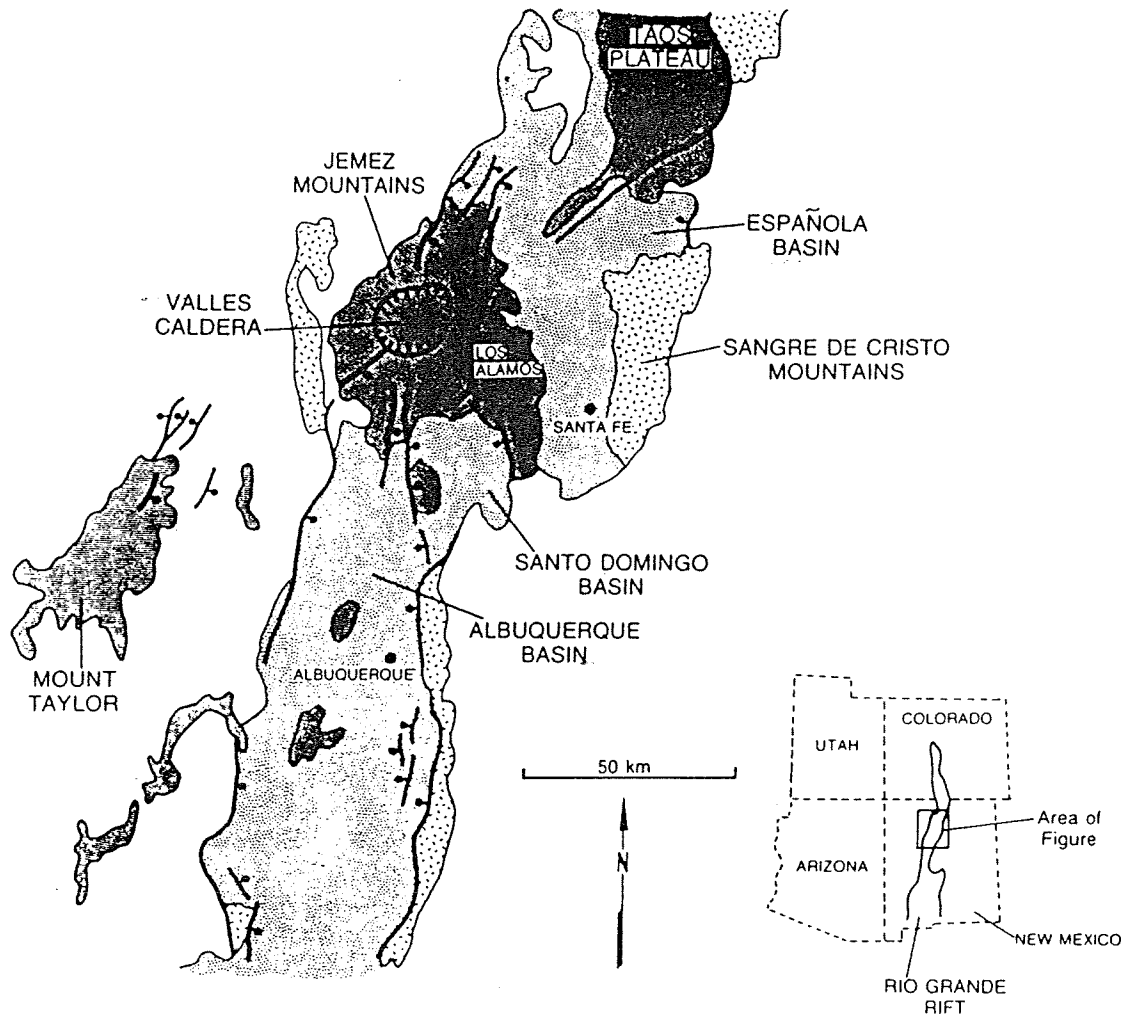 TAOS
PLATEAU
JEMEZ
MOUNTAINS
ESPAÑOLA
BASIN
VALLES
CALDERA
LOS
ALAMOS
SANGRE DE CRISTO
MOUNTAINS
SANTA FE
SANTO DOMINGO
BASIN
ALBUQUERQUE
BASIN
MOUNT
TAYLOR
ALBUQUERQUE
50 km
N
UTAH
COLORADO
Area of
Figure
ARIZONA
NEW MEXICO
RIO GRANDE
RIFT